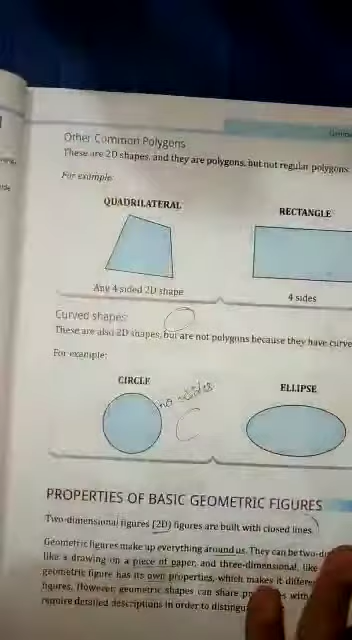 Other Common Polygons
These are 2D shapes, and they are polygons, but not regular polygons
For example:
QUADRILATERAL
RECTANGLE
Any 4 sided 2D shape
4 sides
Curved shapes:
These are also 2D shapes, but are not polygons because they have curve
For example:
CIRCLE
no sides
ELLIPSE
PROPERTIES OF BASIC GEOMETRIC FIGURES
Two-dimensional figures (2D) figures are built with closed lines
Geometric figures make up everything around us. They can be two-di
like a drawing on a piece of paper, and three-dimensional, like
geometric figure has its own properties, which makes it differe
figures. However, geometric shapes can share with
require detailed descriptions in order to